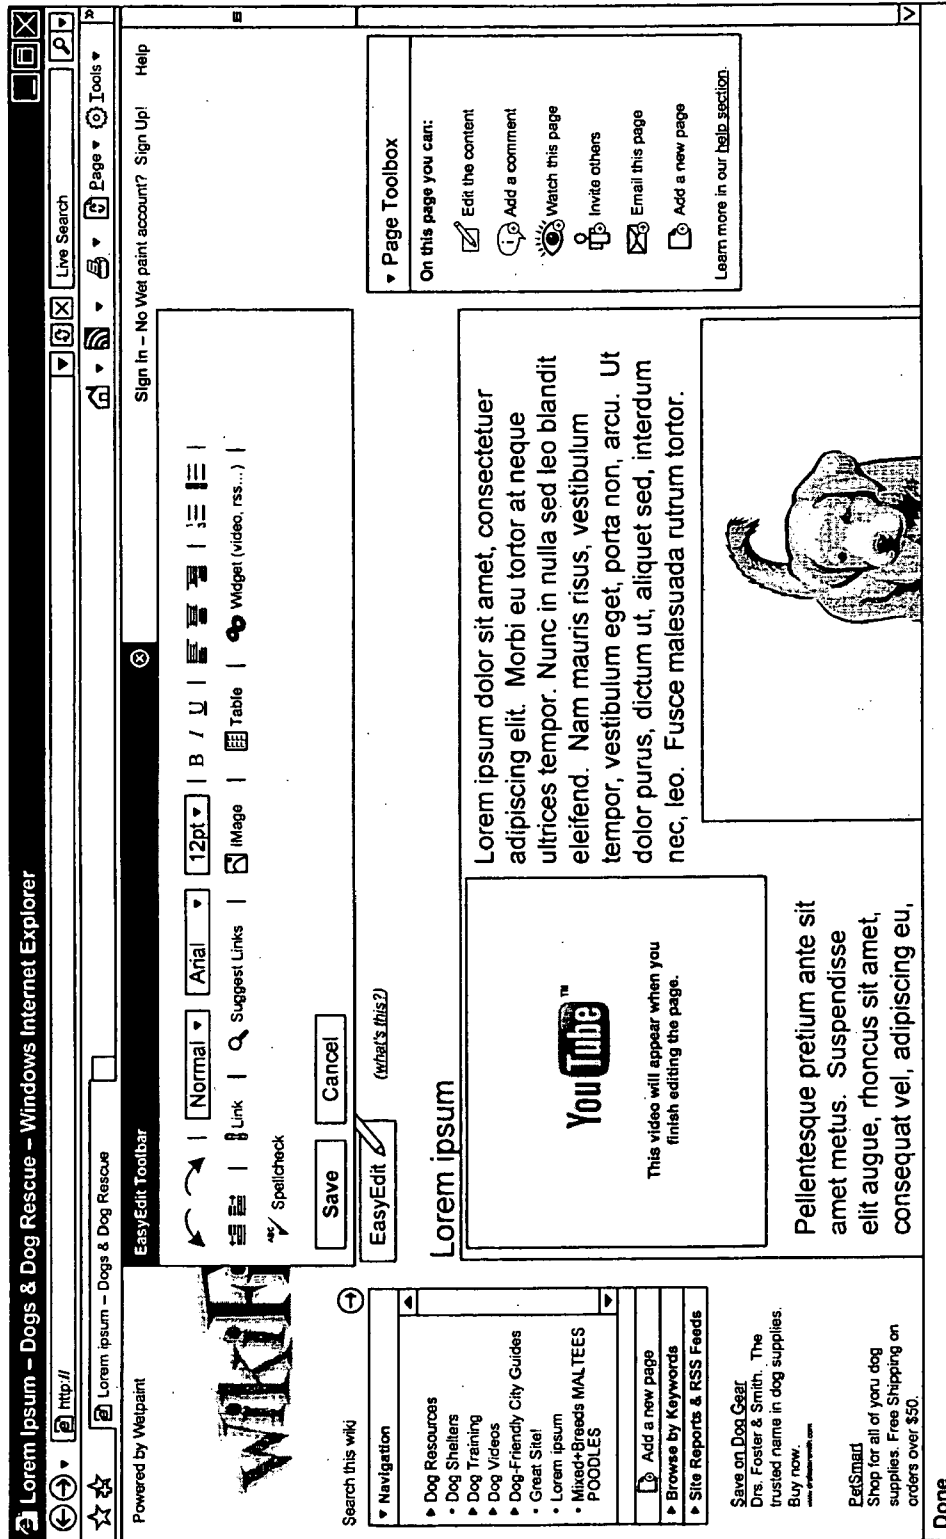 Lorem Ipsum – Dogs & Dog Rescue – Windows Internet Explorer
http://
Live Search
Lorem ipsum – Dogs & Dog Rescue
Page
Tools
»
Powered by Wetpaint
Sign In – No Wet paint account? Sign Up! Help
Wiki
EasyEdit Toolbar
Normal
Arial
12pt
B I U
Link
Suggest Links
IMage
Table
Widget (video, rss...)
ABC
Spellcheck
Save
Cancel
EasyEdit
(what's this?)
Search this wiki
Navigation
Dog Resources
Dog Shelters
Dog Training
Dog Videos
Dog-Friendly City Guides
Great Site!
Lorem ipsum
Mixed+Breeds MALTEES
POODLES
Add a new page
Browse by Keywords
Site Reports & RSS Feeds
Save on Dog Gear
Drs. Foster & Smith. The
trusted name in dog supplies.
Buy now.
PetSmart
Shop for all of yoru dog
supplies. Free Shipping on
orders over $50.
Lorem ipsum
You Tube ™
This video will appear when you
finish editing the page.
Lorem ipsum dolor sit amet, consectetuer
adipiscing elit. Morbi eu tortor at neque
ultrices tempor. Nunc in nulla sed leo blandit
eleifend. Nam mauris risus, vestibulum
tempor, vestibulum eget, porta non, arcu. Ut
dolor purus, dictum ut, aliquet sed, interdum
nec, leo. Fusce malesuada rutrum tortor.
Pellentesque pretium ante sit
amet metus. Suspendisse
elit augue, rhoncus sit amet,
consequat vel, adipiscing eu,
Page Toolbox
On this page you can:
Edit the content
Add a comment
Watch this page
Invite others
Email this page
Add a new page
Learn more in our help section.
Done